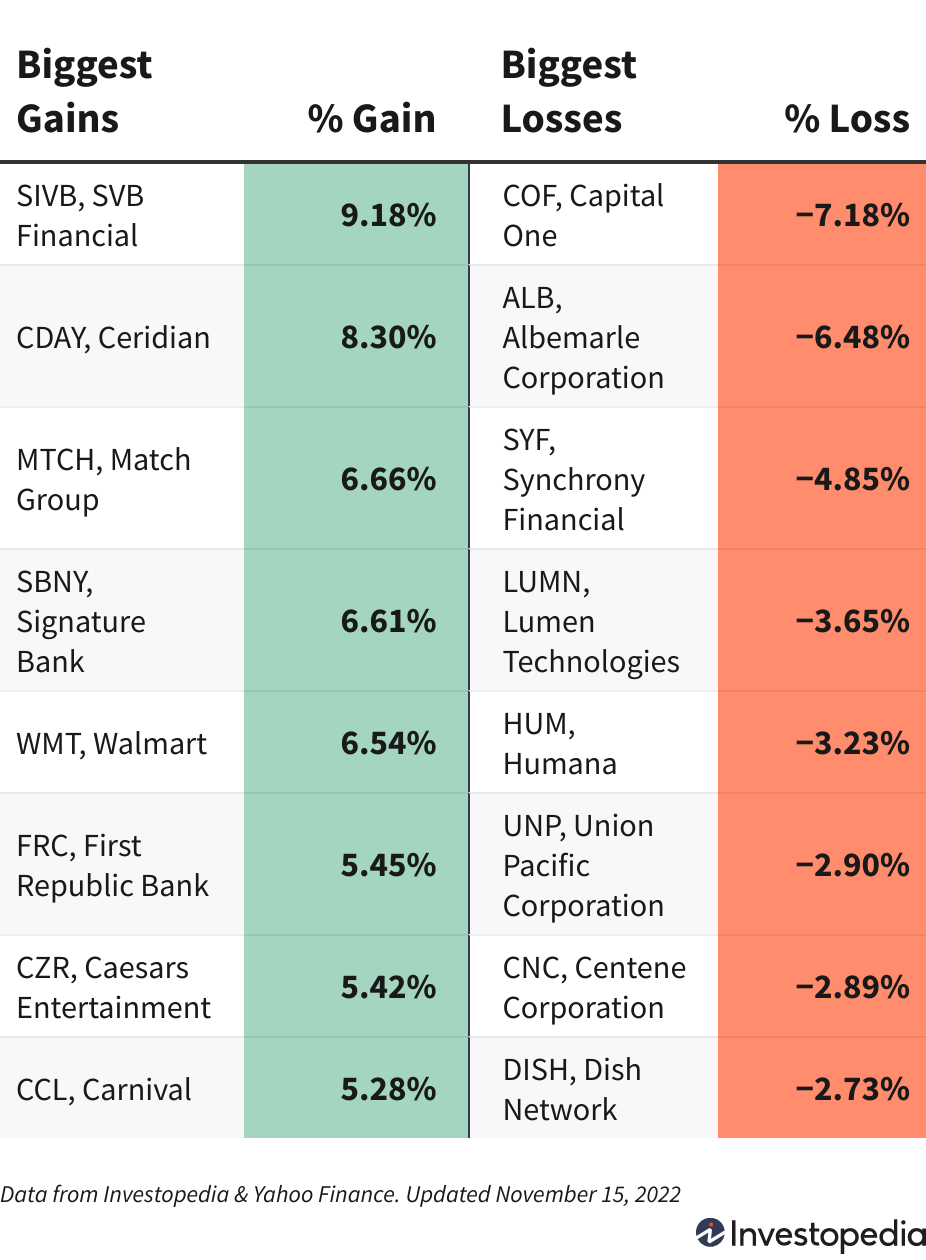 Biggest Gains % Gain Biggest Losses % Loss
SIVB, SVB Financial 9.18% COF, Capital One −7.18%
CDAY, Ceridian 8.30% ALB, Albemarle Corporation −6.48%
MTCH, Match Group 6.66% SYF, Synchrony Financial −4.85%
SBNY, Signature Bank 6.61% LUMN, Lumen Technologies −3.65%
WMT, Walmart 6.54% HUM, Humana −3.23%
FRC, First Republic Bank 5.45% UNP, Union Pacific Corporation −2.90%
CZR, Caesars Entertainment 5.42% CNC, Centene Corporation −2.89%
CCL, Carnival 5.28% DISH, Dish Network −2.73%
Data from Investopedia & Yahoo Finance. Updated November 15, 2022
Investopedia